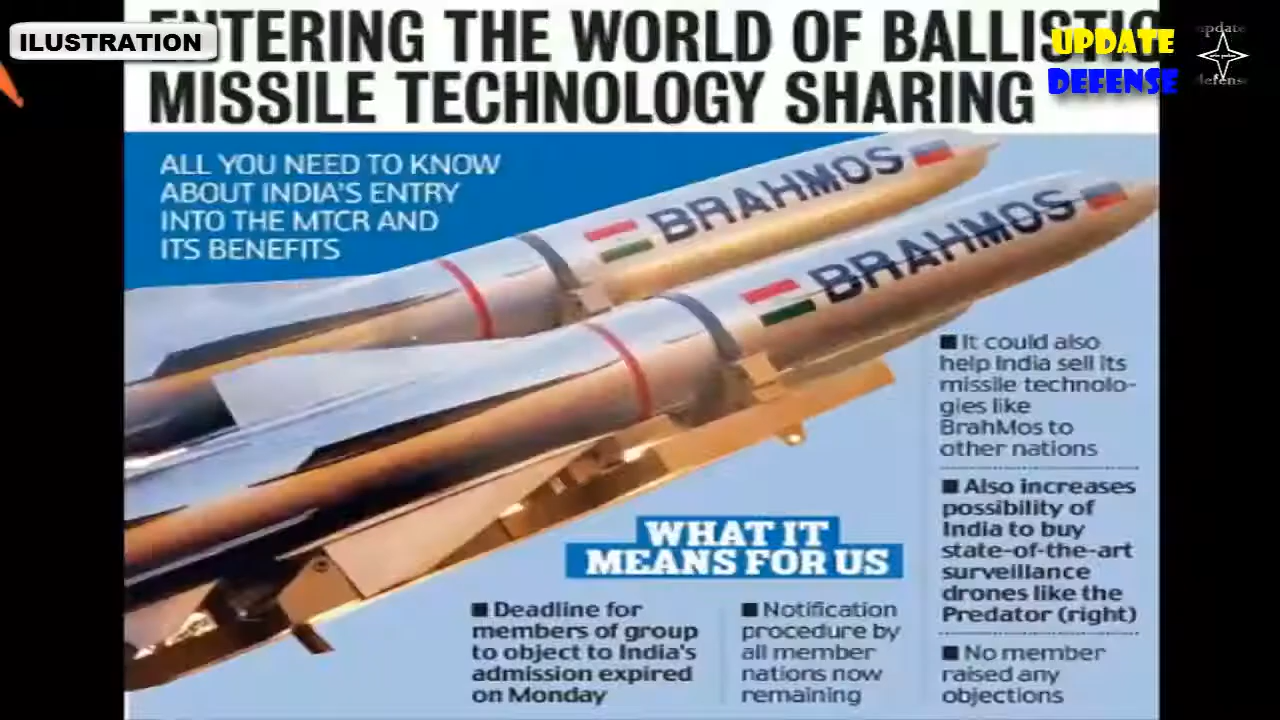 ILUSTRATION
ENTERING THE WORLD OF BALLISTIC
MISSILE TECHNOLOGY SHARING
UPDATE
DEFENSE
update
defense
ALL YOU NEED TO KNOW
ABOUT INDIA'S ENTRY
INTO THE MTCR AND
ITS BENEFITS
BRAHMOS
BRAHMOS
WHAT IT
MEANS FOR US
■ Deadline for
members of group
to object to India's
admission expired
on Monday
■ Notification
procedure by
all member
nations now
remaining
■ It could also
help India sell its
missile technolo-
gies like
BrahMos to
other nations
■ Also increases
possibility of
India to buy
state-of-the-art
surveillance
drones like the
Predator (right)
■ No member
raised any
objections